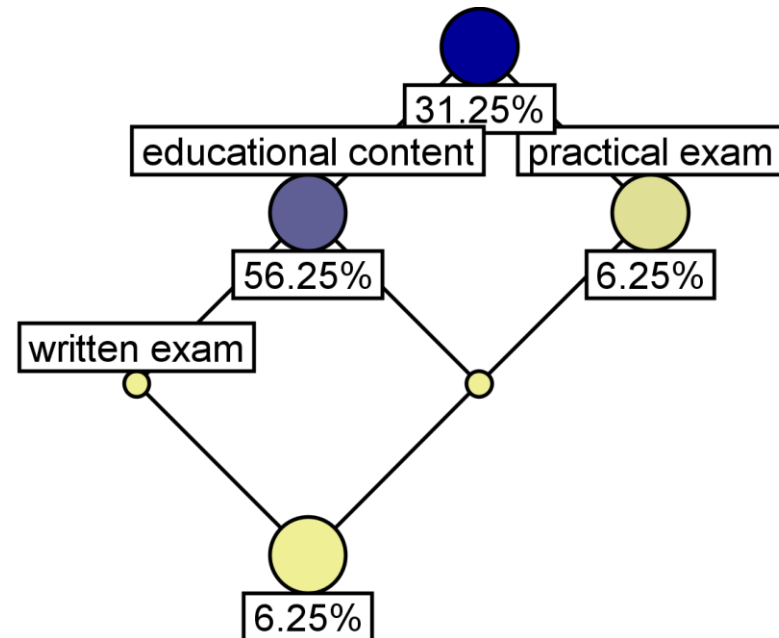 31.25%
educational content
practical exam
56.25%
6.25%
written exam
6.25%